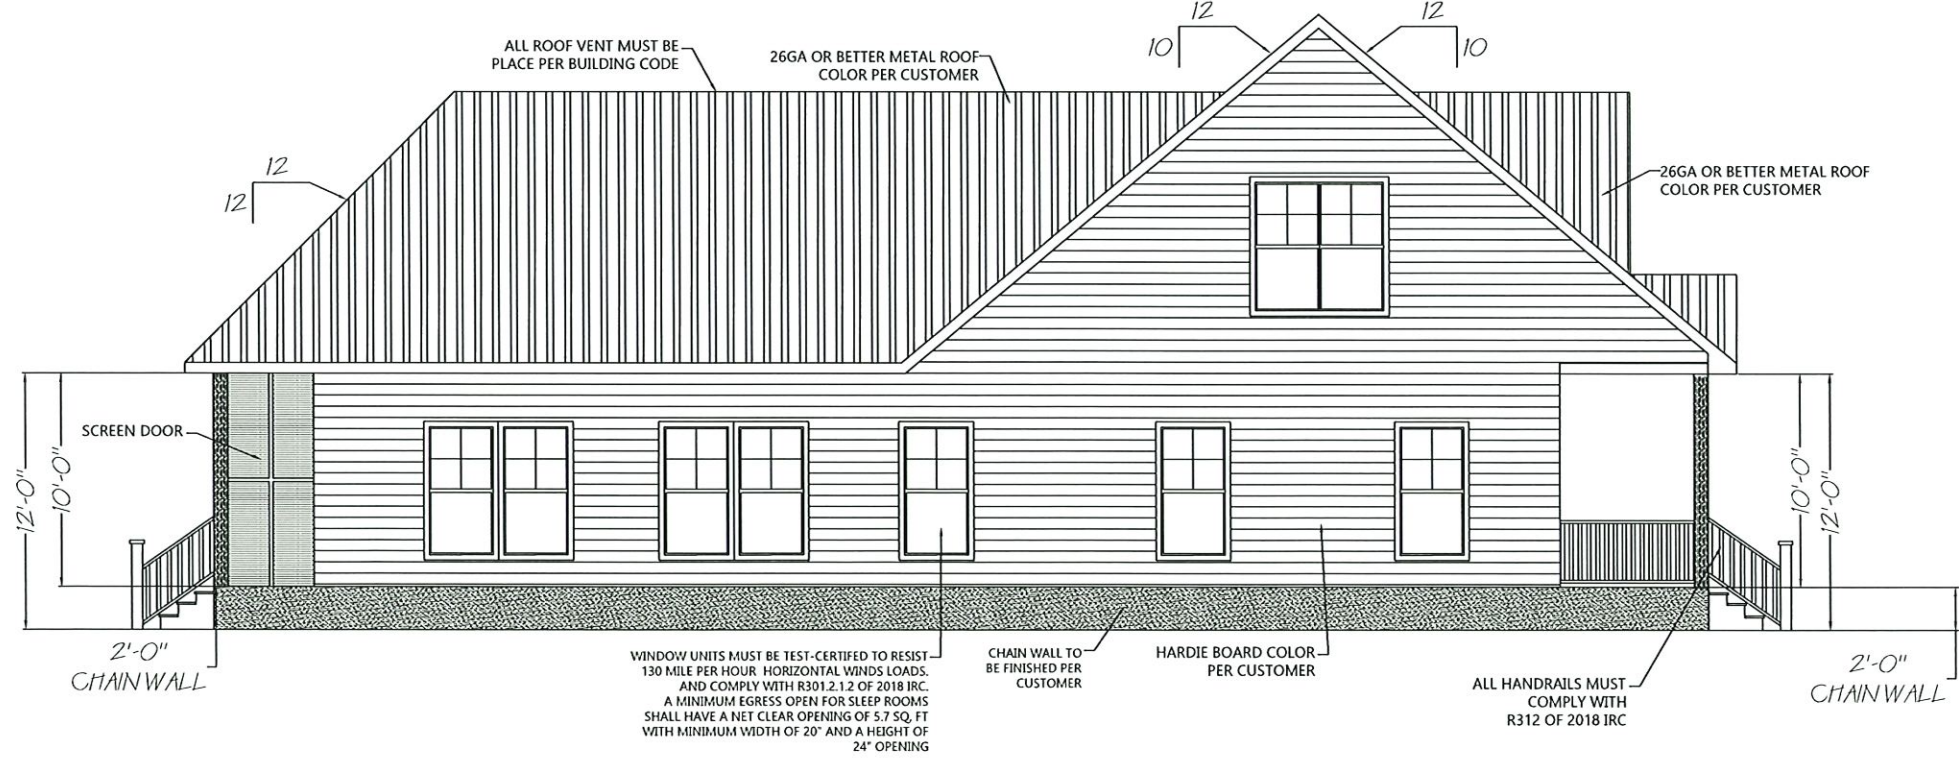 12
12
10
10
ALL ROOF VENT MUST BE
PLACE PER BUILDING CODE
26GA OR BETTER METAL ROOF
COLOR PER CUSTOMER
12
12
26GA OR BETTER METAL ROOF
COLOR PER CUSTOMER
SCREEN DOOR
12'-0"
10'-0"
10'-0"
12'-0"
2'-0"
CHAIN WALL
WINDOW UNITS MUST BE TEST-CERTIFED TO RESIST
130 MILE PER HOUR HORIZONTAL WINDS LOADS.
AND COMPLY WITH R301.2.1.2 OF 2018 IRC.
A MINIMUM EGRESS OPEN FOR SLEEP ROOMS
SHALL HAVE A NET CLEAR OPENING OF 5.7 SQ, FT
WITH MINIMUM WIDTH OF 20" AND A HEIGHT OF
24" OPENING
CHAIN WALL TO
BE FINISHED PER
CUSTOMER
HARDIE BOARD COLOR
PER CUSTOMER
ALL HANDRAILS MUST
COMPLY WITH
R312 OF 2018 IRC
2'-0"
CHAIN WALL